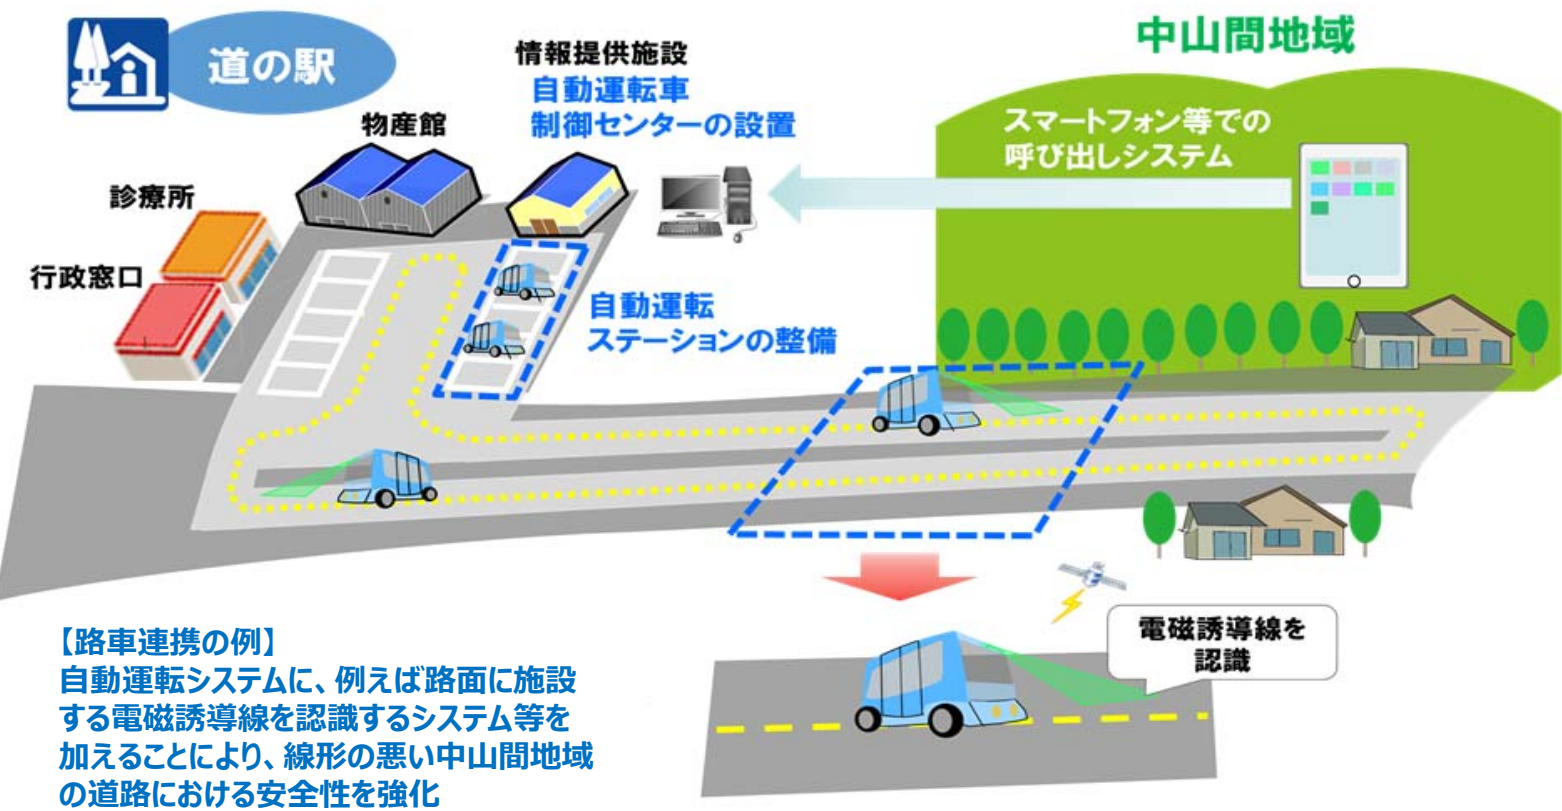 道の駅
情報提供施設
自動運転車
制御センターの設置
中山間地域
スマートフォン等での
呼び出しシステム
物産館
診療所
行政窓口
自動運転
ステーションの整備
電磁誘導線を
認識
【路車連携の例】
自動運転システムに、例えば路面に施設
する電磁誘導線を認識するシステム等を
加えることにより、線形の悪い中山間地域
の道路における安全性を強化